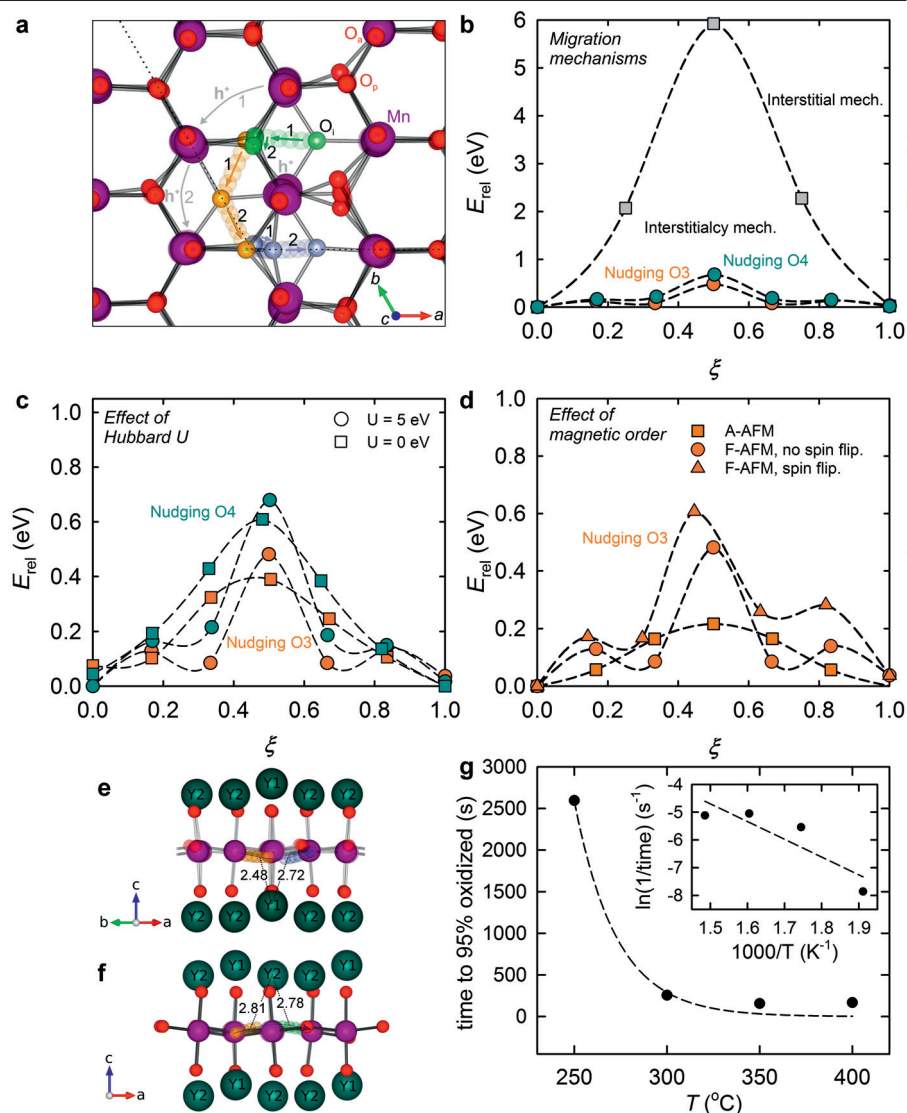 a
O_a
O_p
h⁺
1
1
O_i
Mn
2
1
h⁺
h⁺
2
2
1
2
b
c
a
b
Migration
mechanisms
Interstitial mech.
Interstitialcy mech.
Nudging O3
Nudging O4
E_rel (eV)
6
5
4
3
2
1
0
0.0
0.2
0.4
0.6
0.8
1.0
ξ
c
Effect of
Hubbard U
U = 5 eV
U = 0 eV
Nudging O4
Nudging O3
E_rel (eV)
1.0
0.8
0.6
0.4
0.2
0.0
0.0
0.2
0.4
0.6
0.8
1.0
ξ
d
Effect of
magnetic order
A-AFM
F-AFM, no spin flip.
F-AFM, spin flip.
Nudging O3
E_rel (eV)
1.0
0.8
0.6
0.4
0.2
0.0
0.0
0.2
0.4
0.6
0.8
1.0
ξ
e
Y2
Y2
Y1
Y2
Y2
2.48
2.72
Y2
Y2
Y1
Y2
Y2
c
b
a
f
Y2
Y1
Y2
Y1
Y2
2.81
2.78
Y2
Y2
Y1
Y2
Y2
Y1
c
a
g
time to 95% oxidized (s)
3000
2500
2000
1500
1000
500
0
250
300
350
400
T (°C)
ln(1/time) (s⁻¹)
-4
-5
-6
-7
-8
1.5
1.6
1.7
1.8
1.9
1000/T (K⁻¹)